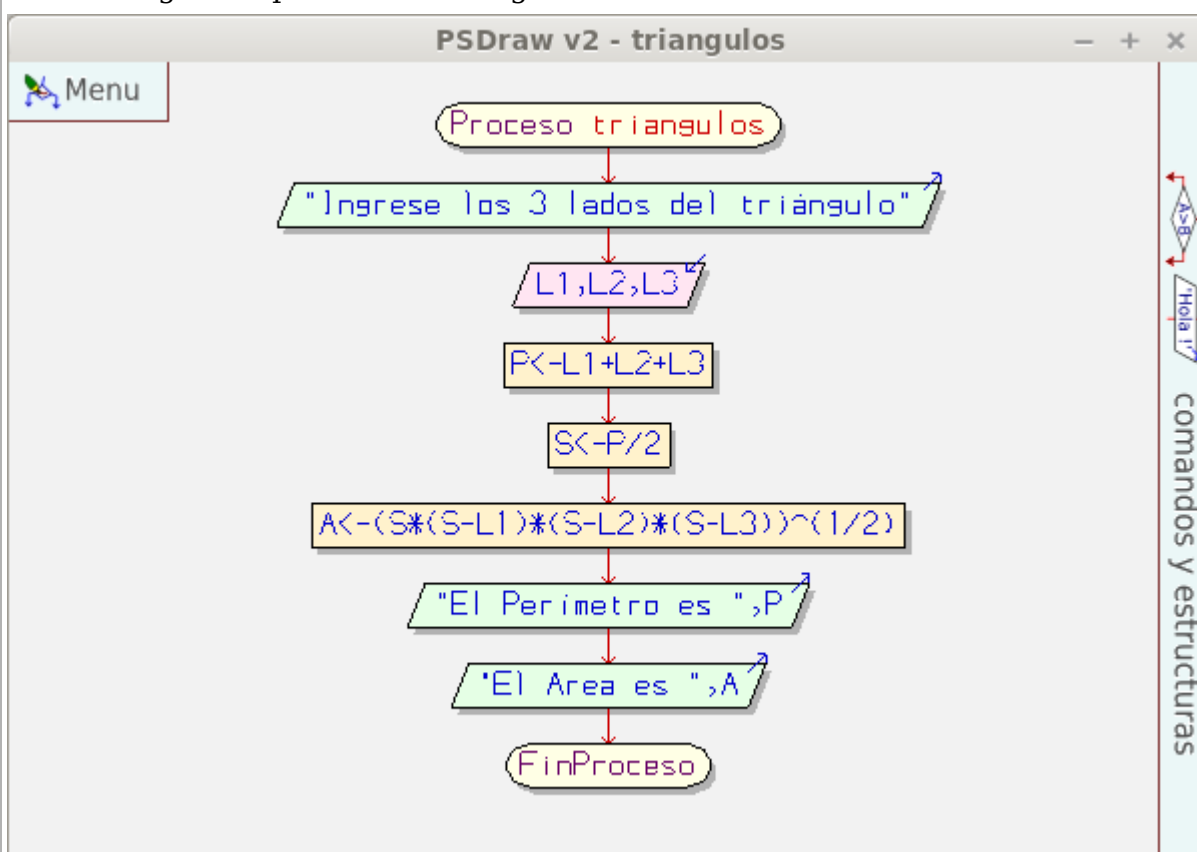 PSDraw v2 - triangulos
Menu
Proceso triangulos
"Ingrese los 3 lados del triángulo"
L1,L2,L3
P<-L1+L2+L3
S<-P/2
A<-(S*(S-L1)*(S-L2)*(S-L3))^(1/2)
"El Perímetro es ",P
"El Area es ",A
FinProceso
A>B
"Hola !"
comandos y estructuras